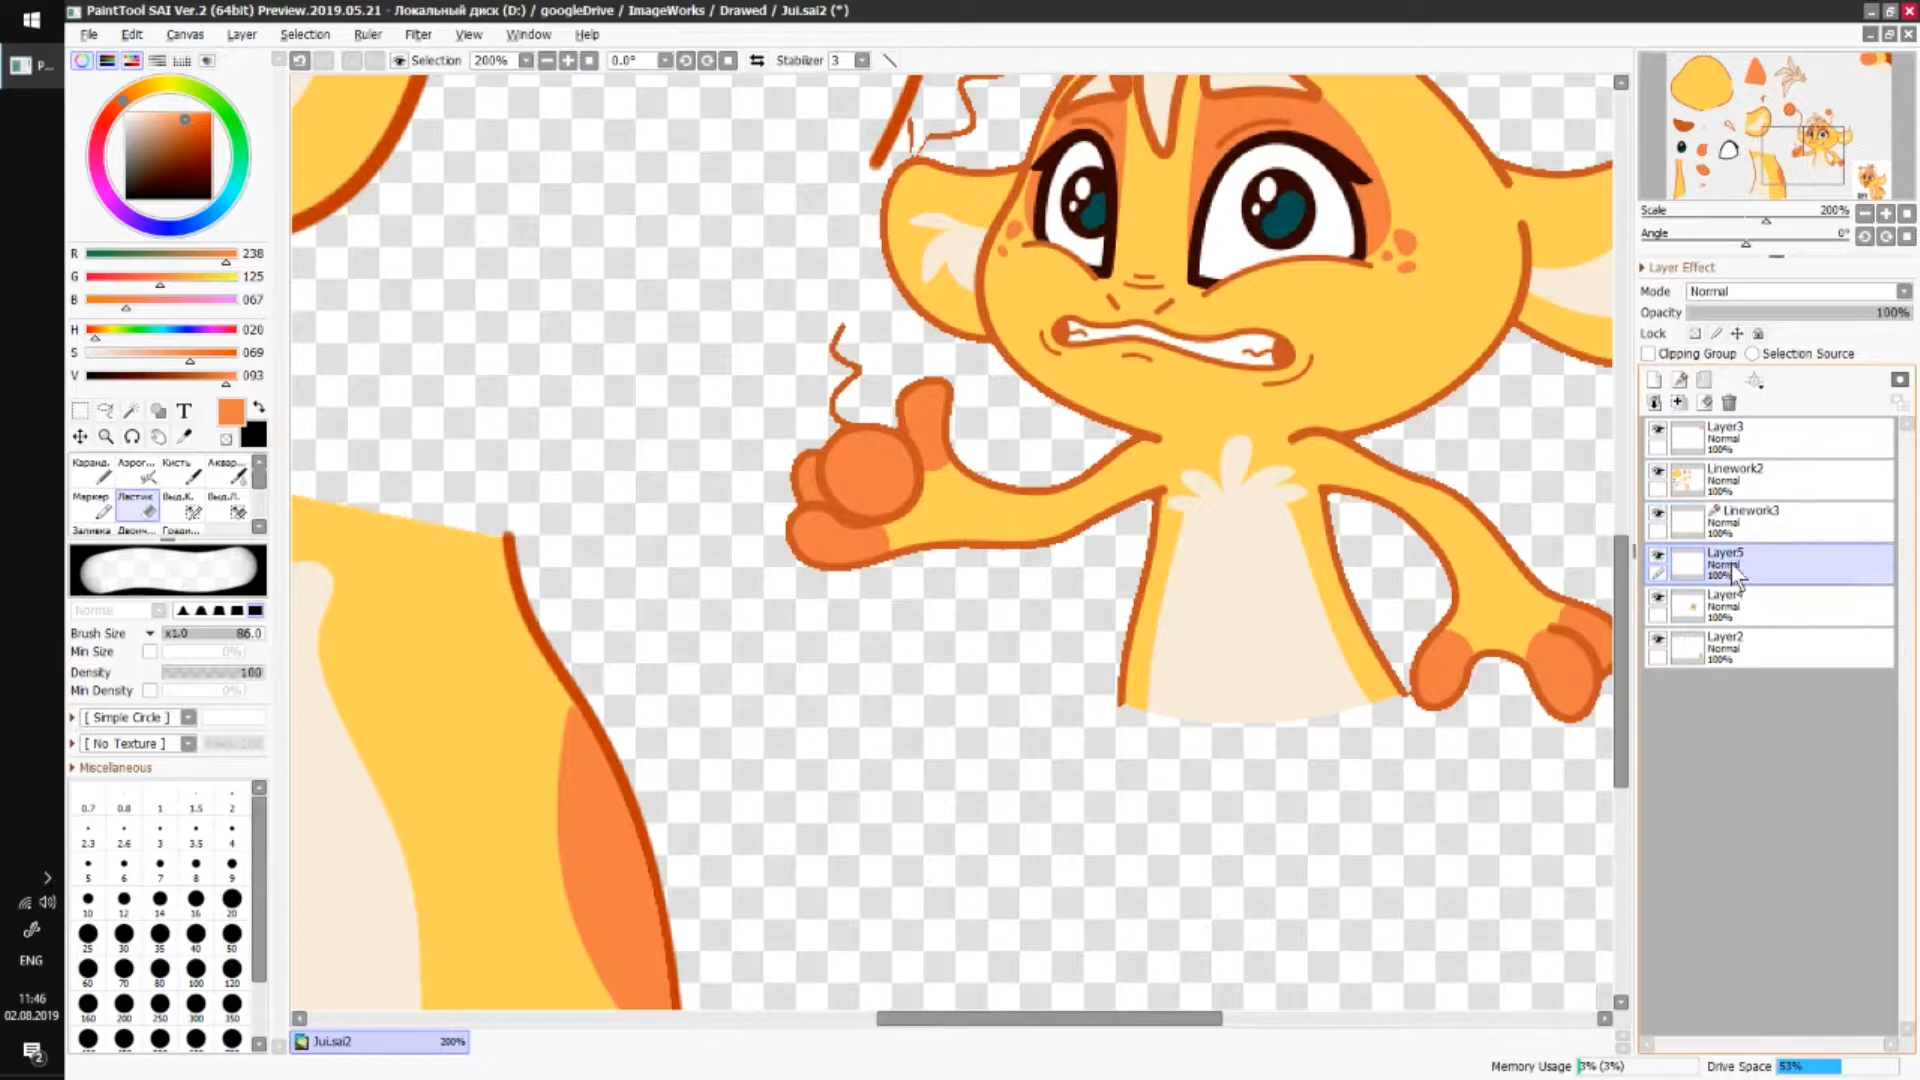 PaintTool SAI Ver.2 (64bit) Preview.2019.05.21 - Локальный диск (D:) / googleDrive / ImageWorks / Drawed / Jui.sai2 (*)
P...
File Edit Canvas Layer Selection Ruler Filter View Window Help
Selection 200% 0.0° Stabilizer 3
Scale 200%
Angle 0°
Layer Effect
Mode Normal
Opacity 100%
Lock
Clipping Group Selection Source
Layer3
Normal
100%
Linework2
Normal
100%
Linework3
Normal
100%
Layer5
Normal
100%
Layer4
Normal
100%
Layer2
Normal
100%
R 238
G 125
B 067
H 020
S 069
V 093
T
Каранд. Аэрог... Кисть Аквар...
Маркер Ластик Выд.К. Выд.Л.
Заливка Двоич... Гради...
Normal
Brush Size x1.0 86.0
Min Size 0%
Density 100
Min Density 0%
[ Simple Circle ]
[ No Texture ]
Miscellaneous
0.7 0.8 1 1.5 2
2.3 2.6 3 3.5 4
5 6 7 8 9
10 12 14 16 20
25 30 35 40 50
60 70 80 100 120
160 200 250 300 350
ENG
11:46
02.08.2019
2
Jui.sai2 200%
Memory Usage 3% (3%) Drive Space 53%